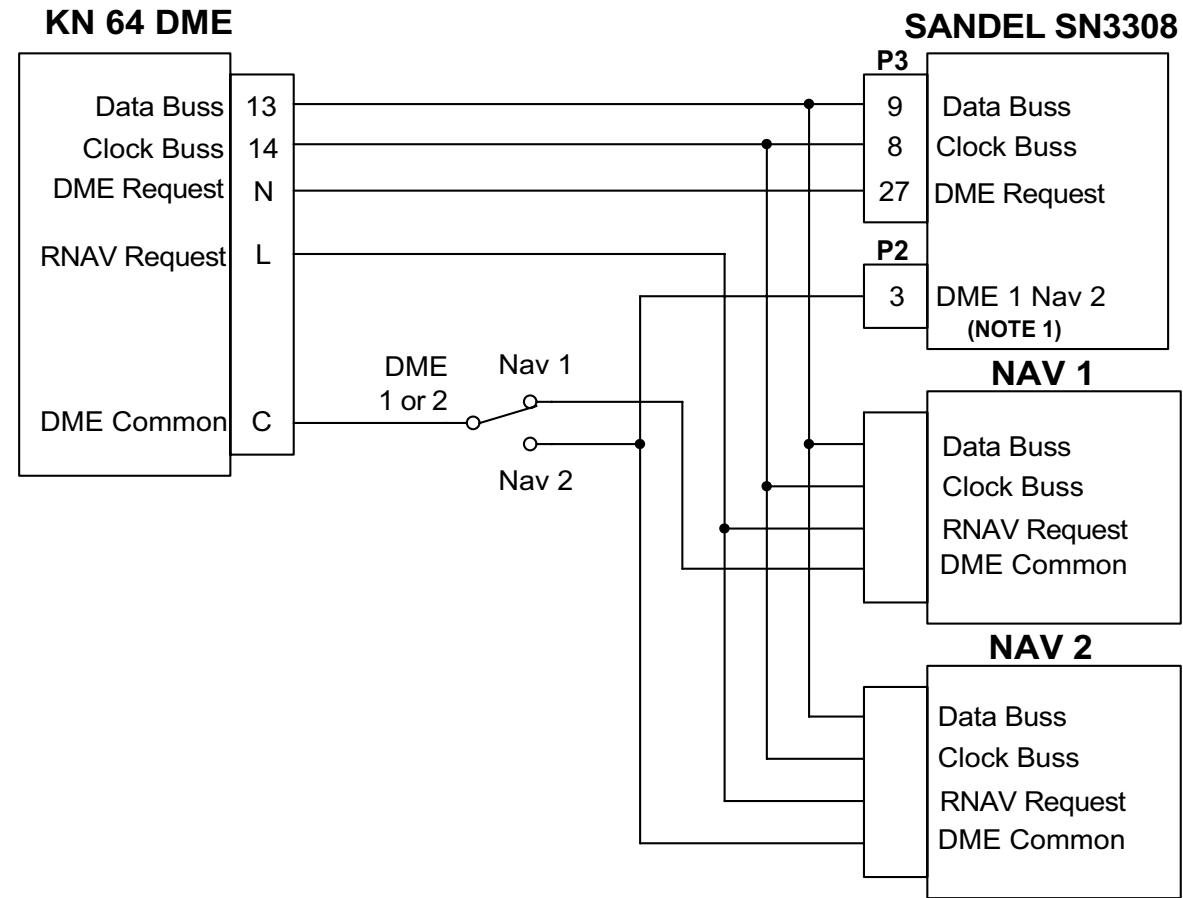 KN 64 DME
Data Buss 13
Clock Buss 14
DME Request N
RNAV Request L
DME Common C
DME
1 or 2
Nav 1
Nav 2
SANDEL SN3308
P3
9 Data Buss
8 Clock Buss
27 DME Request
P2
3 DME 1 Nav 2
(NOTE 1)
NAV 1
Data Buss
Clock Buss
RNAV Request
DME Common
NAV 2
Data Buss
Clock Buss
RNAV Request
DME Common